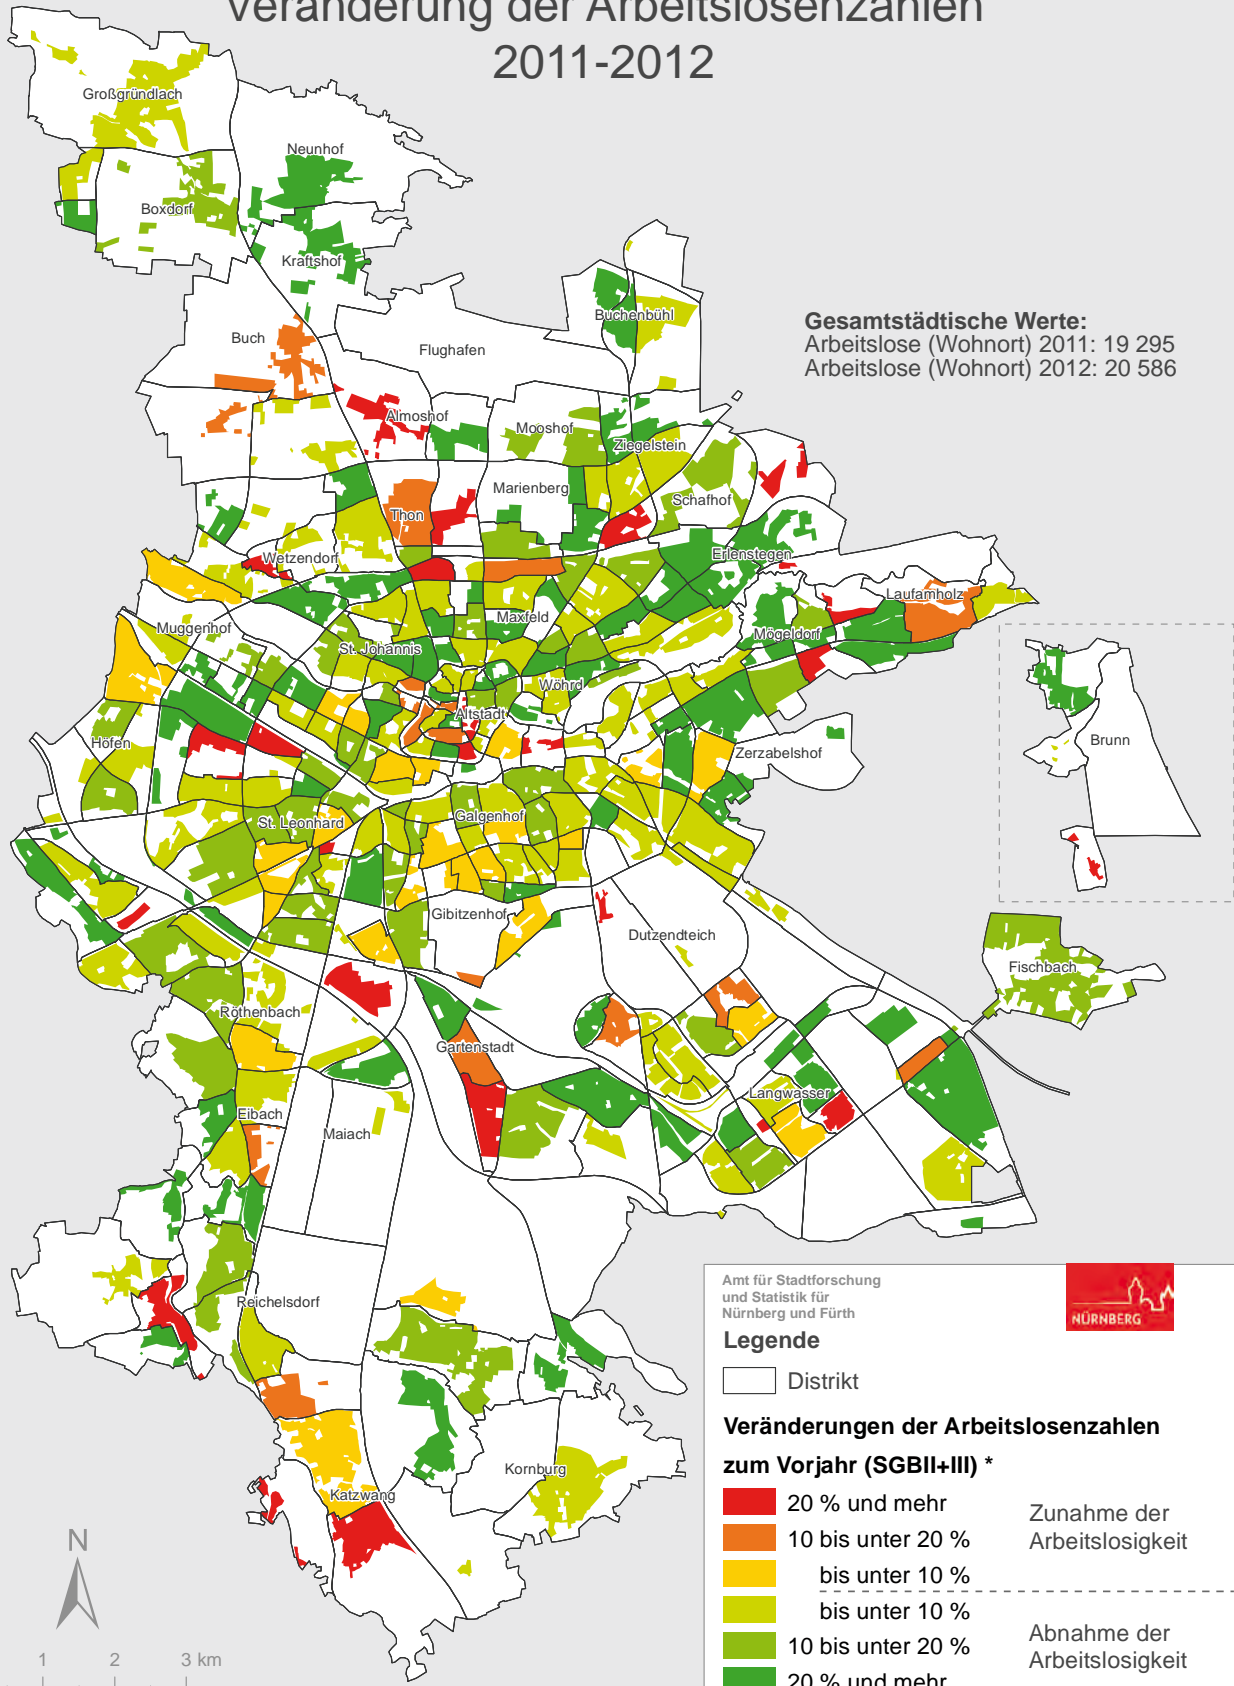 Veränderung der Arbeitslosenzahlen
2011-2012
Großgründlach
Neunhof
Boxdorf
Kraftshof
Buchenbühl
Buch
Flughafen
Gesamtstädtische Werte:
Arbeitslose (Wohnort) 2011: 19 295
Arbeitslose (Wohnort) 2012: 20 586
Almoshof
Mooshof
Ziegelstein
Marienberg
Schafhof
Thon
Wetzendorf
Erlenstegen
Laufamholz
Muggenhof
Maxfeld
Mögeldorf
St. Johannis
Wöhrd
Altstadt
Höfen
Zerzabelshof
Brunn
St. Leonhard
Galgenhof
Gibitzenhof
Dutzendteich
Fischbach
Röthenbach
Gartenstadt
Langwasser
Eibach
Maiach
Reichelsdorf
Kornburg
Katzwang
Amt für Stadtforschung
und Statistik für
Nürnberg und Fürth
NÜRNBERG
Legende
Distrikt
Veränderungen der Arbeitslosenzahlen
zum Vorjahr (SGBII+III) *
20 % und mehr
10 bis unter 20 %
bis unter 10 %
Zunahme der
Arbeitslosigkeit
bis unter 10 %
10 bis unter 20 %
20 % und mehr
Abnahme der
Arbeitslosigkeit
N
1 2 3 km